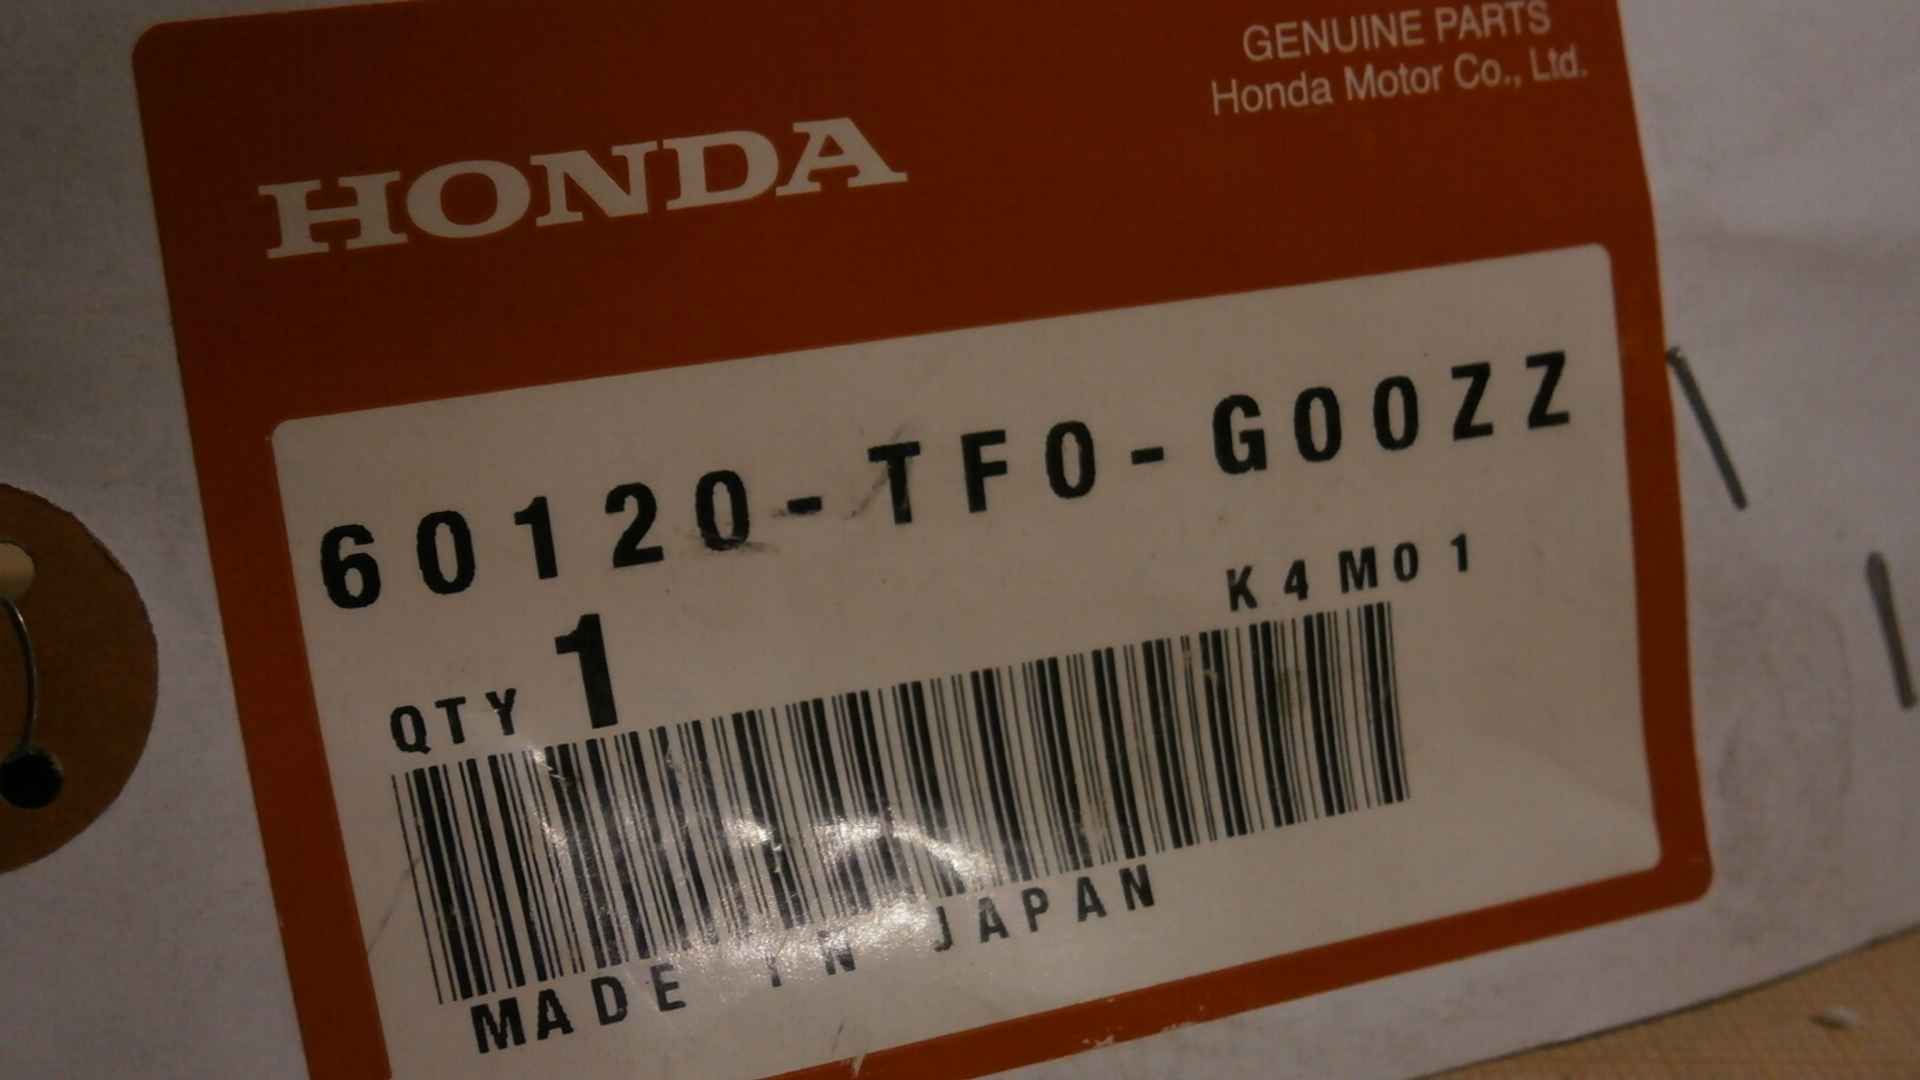 GENUINE PARTS
Honda Motor Co., Ltd.
HONDA
60120-TF0-G00ZZ
K4M01
QTY 1
MADE IN JAPAN